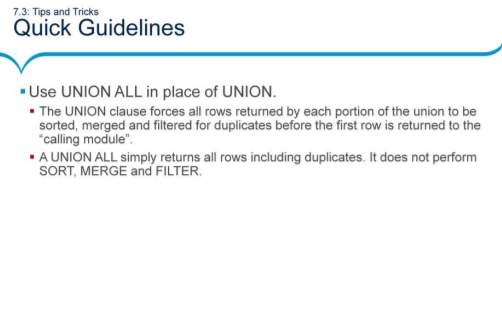 7.3: Tips and Tricks
Quick Guidelines
Use UNION ALL in place of UNION.
The UNION clause forces all rows returned by each portion of the union to be
sorted, merged and filtered for duplicates before the first row is returned to the
“calling module”.
A UNION ALL simply returns all rows including duplicates. It does not perform
SORT, MERGE and FILTER.